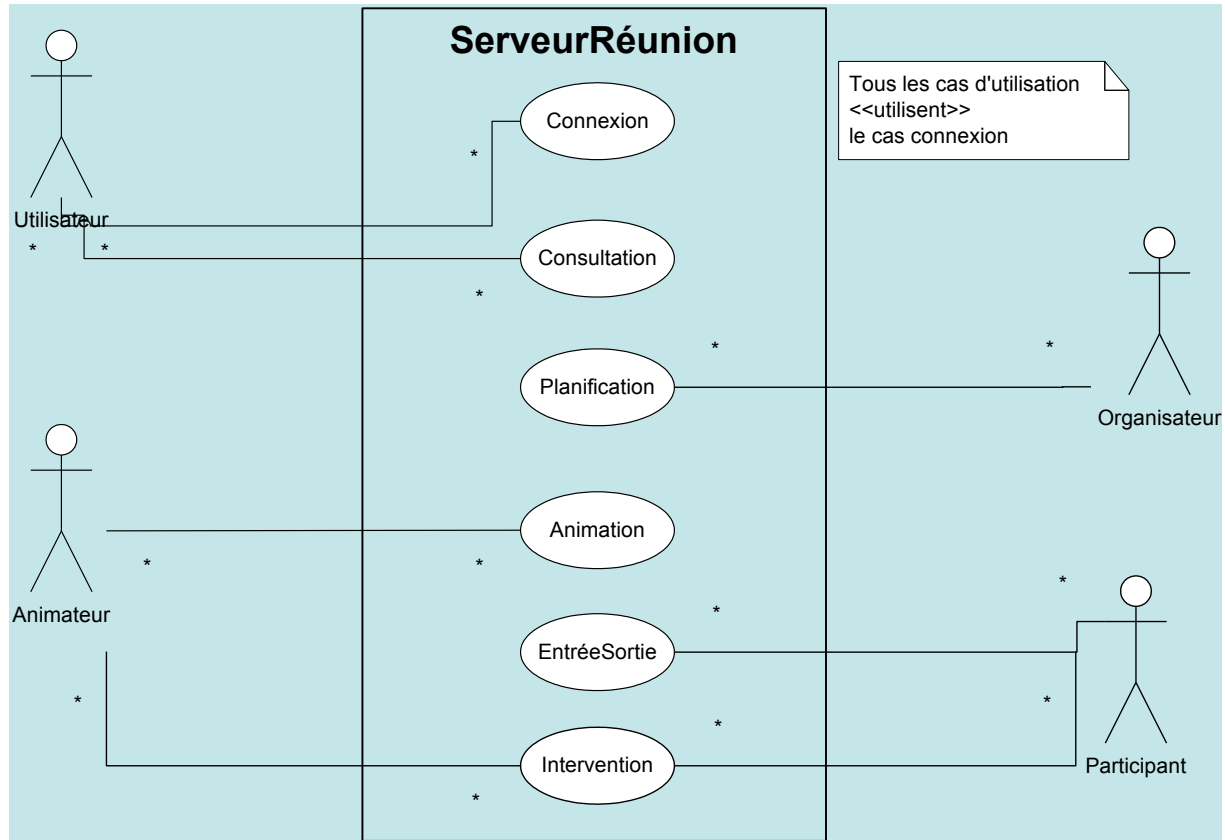 ServeurRéunion
Tous les cas d'utilisation
<<utilisent>>
le cas connexion
Connexion
*
Utilisateur
* *
Consultation
*
* *
Planification
Organisateur
Animation
* *
Animateur
* *
EntréeSortie
* *
*
Intervention
Participant
*